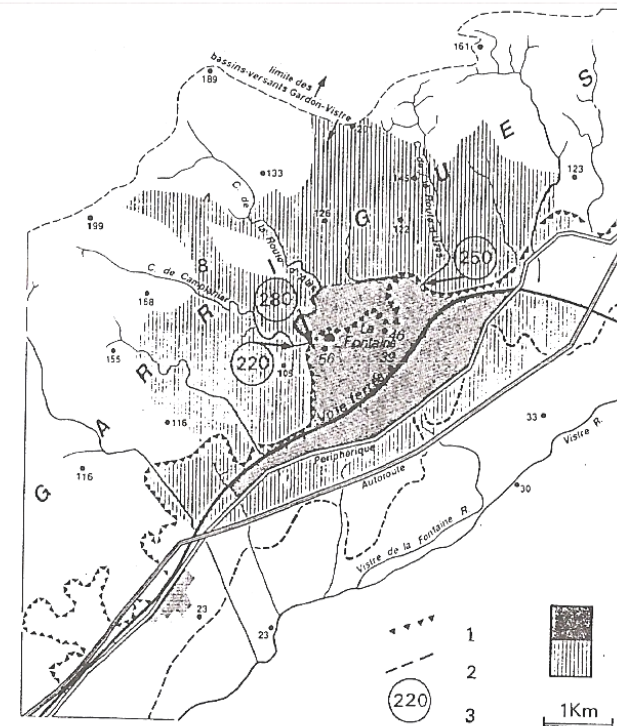 161
S
189
limite des
bassins-versants Gardon-Vistre
E
U
133
C. de
145
123
126
G
122
199
la Route d'Alès
250
8
C. de Camplanier
280
R
158
La
Fontaine
46
220
56
39
105
155
R
Voie ferrée
116
33
A
Vistre R.
Périphérique
116
Autoroute
30
G
Vistre de la Fontaine R.
23
23
1
2
220
3
1Km